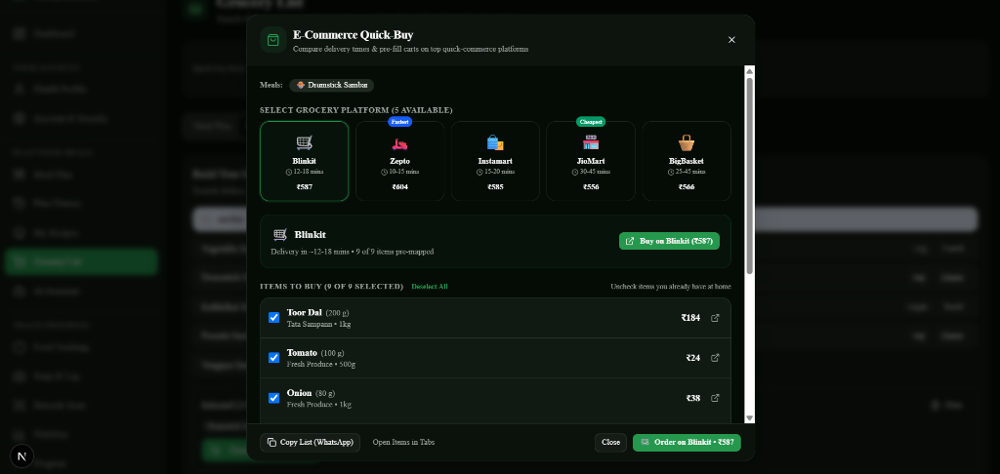 Grocery List
E-Commerce Quick-Buy
Compare delivery times & pre-fill carts on top quick-commerce platforms
Meals: Drumstick Sambar
SELECT GROCERY PLATFORM (5 AVAILABLE)
Fastest
Cheapest
Blinkit
12-18 mins
₹587
Zepto
10-15 mins
₹604
Instamart
15-20 mins
₹585
JioMart
30-45 mins
₹556
BigBasket
25-45 mins
₹566
Blinkit
Delivery in ~12-18 mins • 9 of 9 items pre-mapped
Buy on Blinkit (₹587)
ITEMS TO BUY (9 OF 9 SELECTED) Deselect All
Uncheck items you already have at home
Toor Dal (200 g)
Tata Sampann • 1kg
₹184
Tomato (100 g)
Fresh Produce • 500g
₹24
Onion (80 g)
Fresh Produce • 1kg
₹38
Copy List (WhatsApp)
Open Items in Tabs
Close
Order on Blinkit • ₹587
N